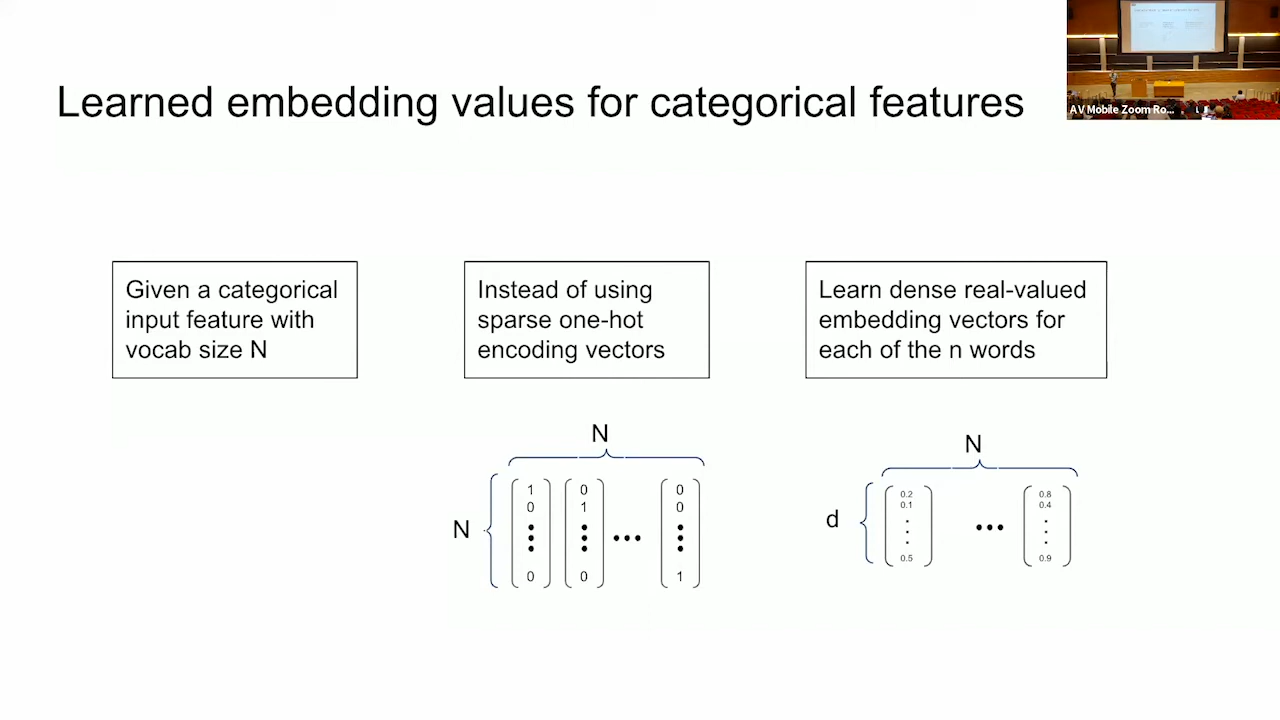 Learned embedding values for categorical features
AV Mobile Zoom Ro...
Given a categorical
input feature with
vocab size N
Instead of using
sparse one-hot
encoding vectors
Learn dense real-valued
embedding vectors for
each of the n words
N
N
1 0 ... 0
0 1 0
0 0 1
N
d
0.2 ... 0.8
0.1 0.4
0.5 0.9